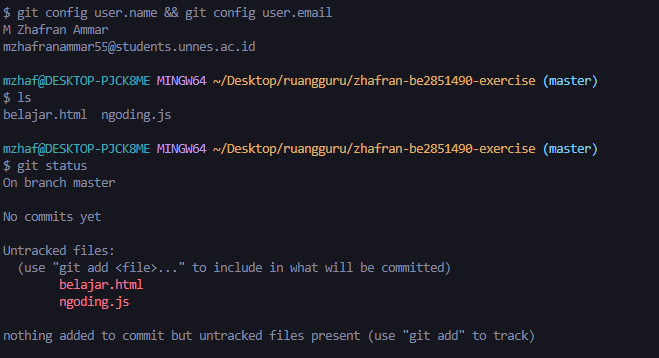 $ git config user.name && git config user.email
M Zhafran Ammar
mzhafranammar55@students.unnes.ac.id
mzhaf@DESKTOP-PJCK8ME MINGW64 ~/Desktop/ruangguru/zhafran-be2851490-exercise (master)
$ ls
belajar.html  ngoding.js
mzhaf@DESKTOP-PJCK8ME MINGW64 ~/Desktop/ruangguru/zhafran-be2851490-exercise (master)
$ git status
On branch master
No commits yet
Untracked files:
  (use "git add <file>..." to include in what will be committed)
        belajar.html
        ngoding.js
nothing added to commit but untracked files present (use "git add" to track)